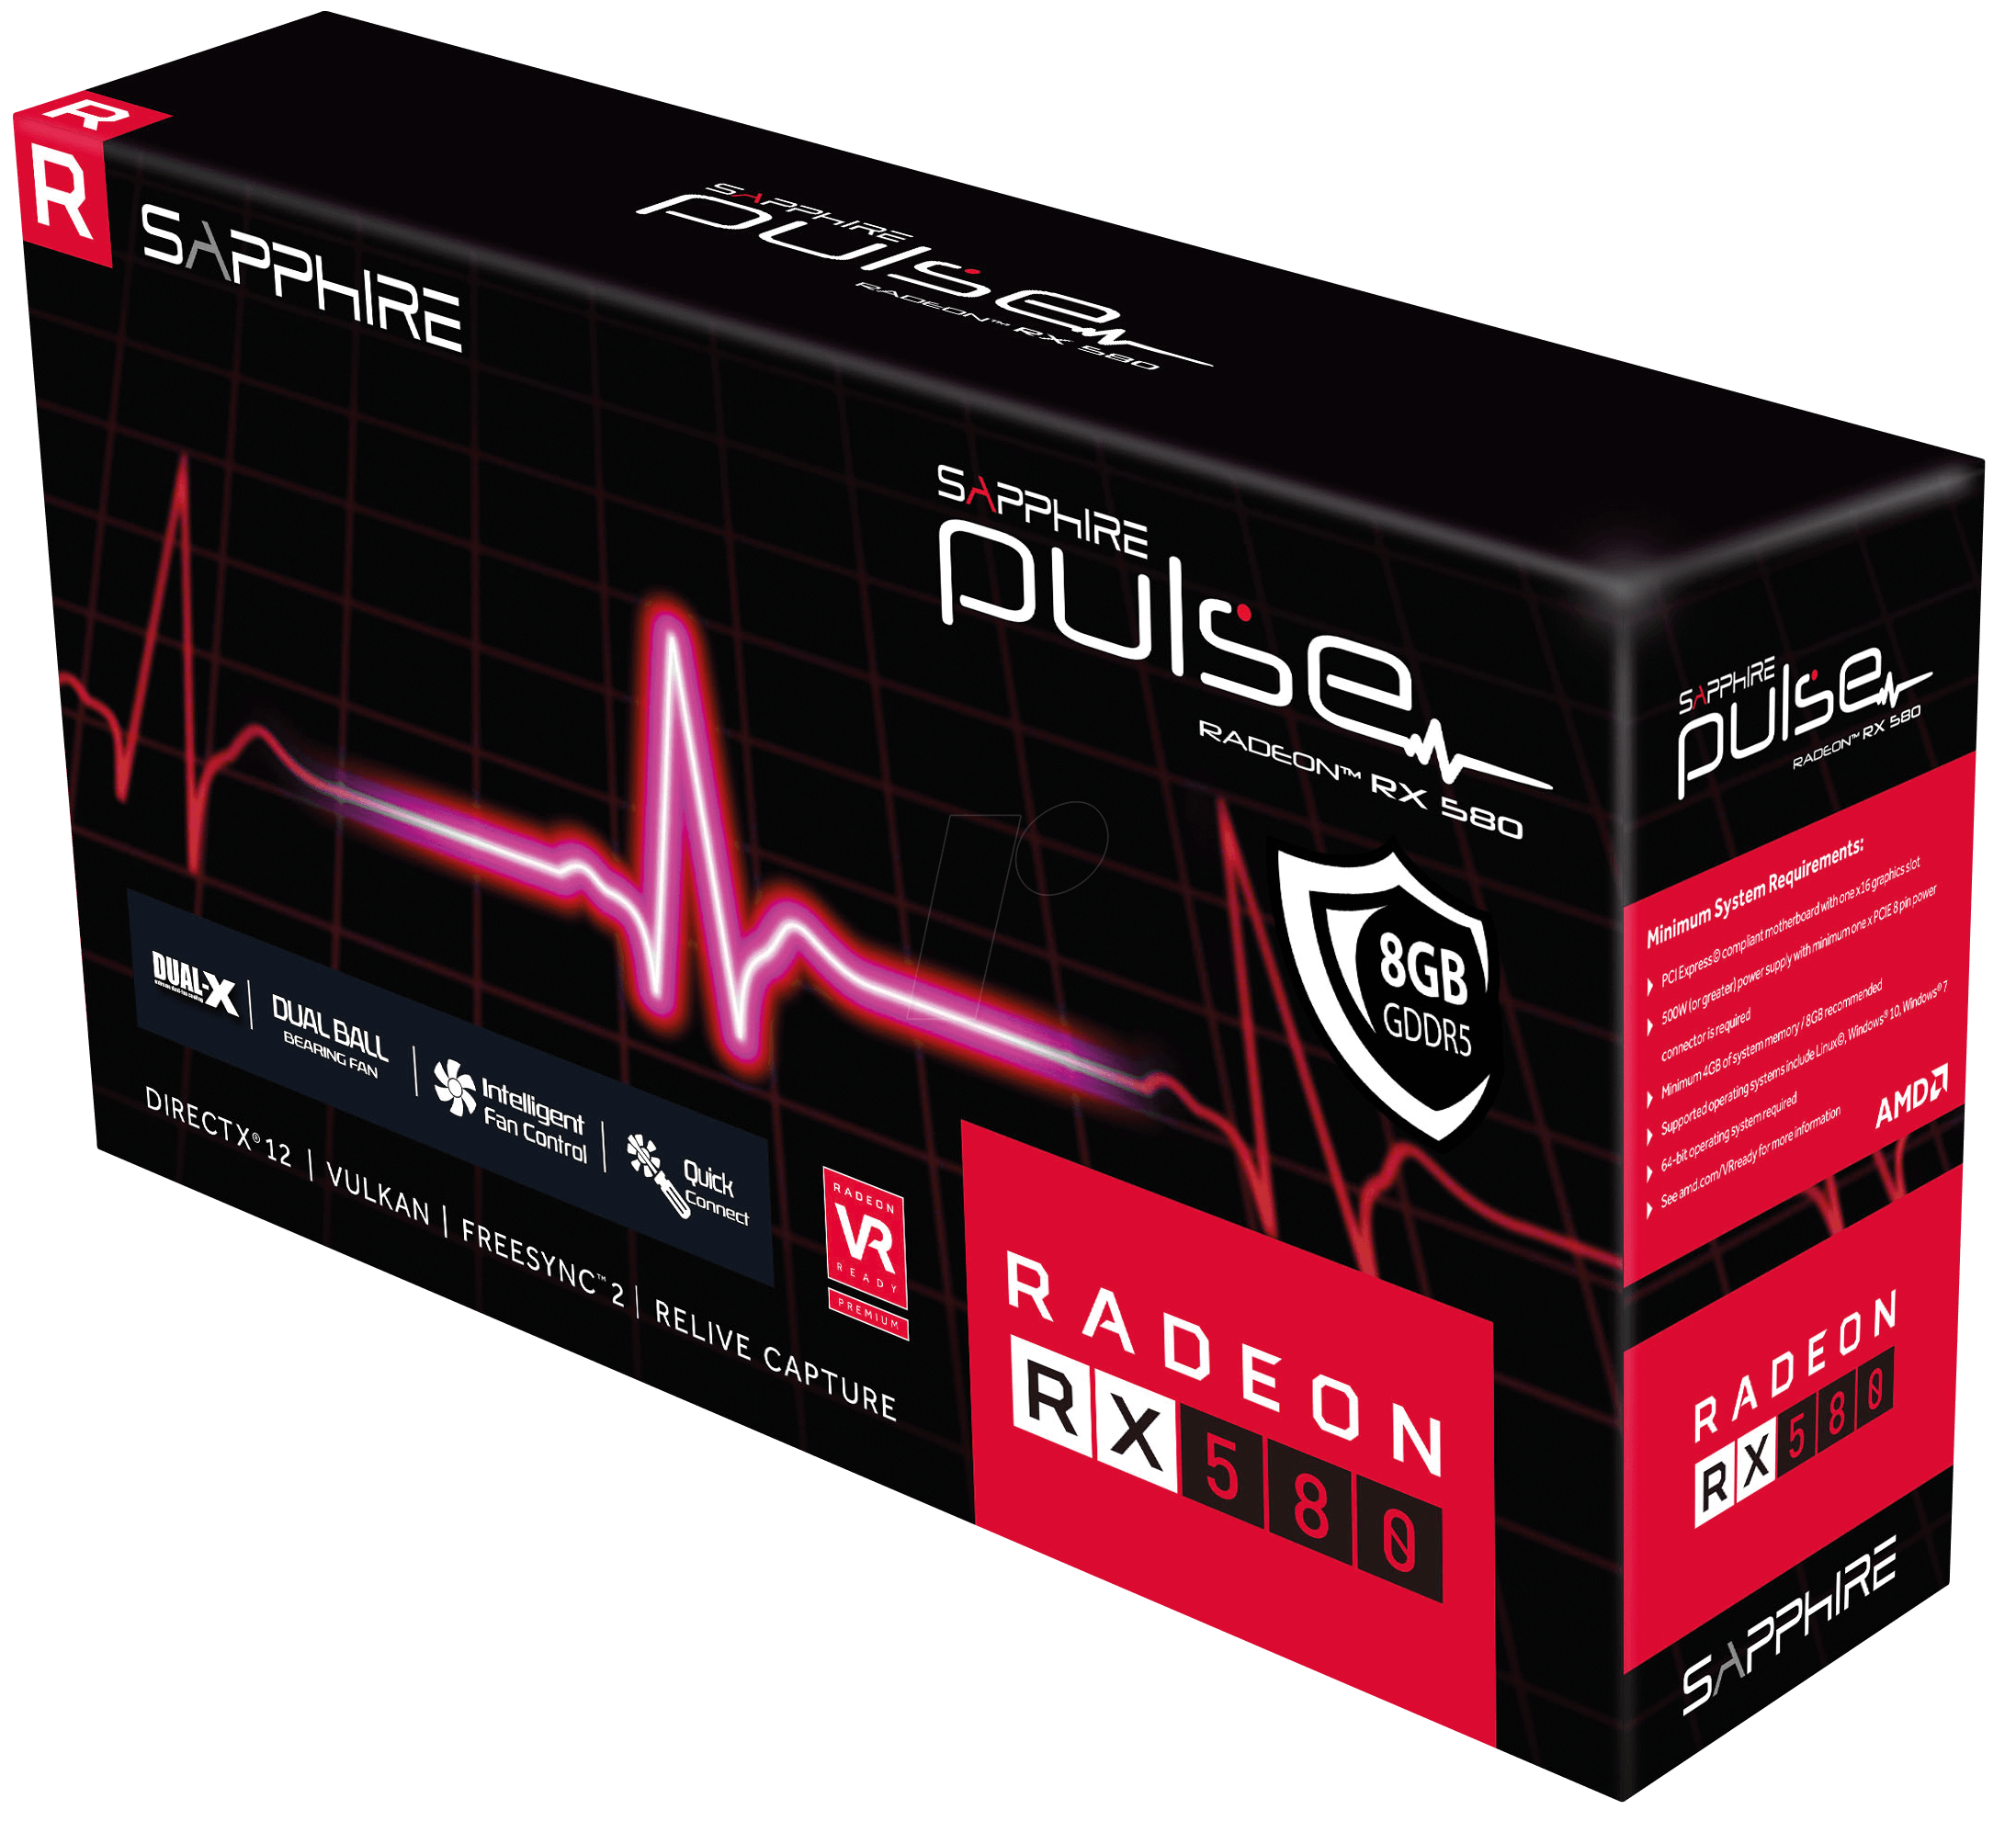 R
R
SAPPHIRE
SAPPHIRE
pulse
RADEON™ RX 580
SAPPHIRE
pulse
RADEON™ RX 580
8GB
GDDR5
DUAL-X
DUAL BALL
BEARING FAN
Intelligent
Fan Control
Quick
Connect
DIRECTX® 12 | VULKAN | FREESYNC™ 2 | RELIVE CAPTURE
RADEON
VR
READY
PREMIUM
RADEON
RX 580
SAPPHIRE
pulse
RADEON™ RX 580
Minimum System Requirements:
PCI Express© compliant motherboard with one x16 graphics slot
500W (or greater) power supply with minimum one x PCIE 8 pin power
connector is required
Minimum 4GB of system memory / 8GB recommended
Supported operating systems include Linux©, Windows® 10, Windows® 7
64-bit operating system required
See amd.com/VRready for more information
AMD
RADEON
RX 580
SAPPHIRE
r